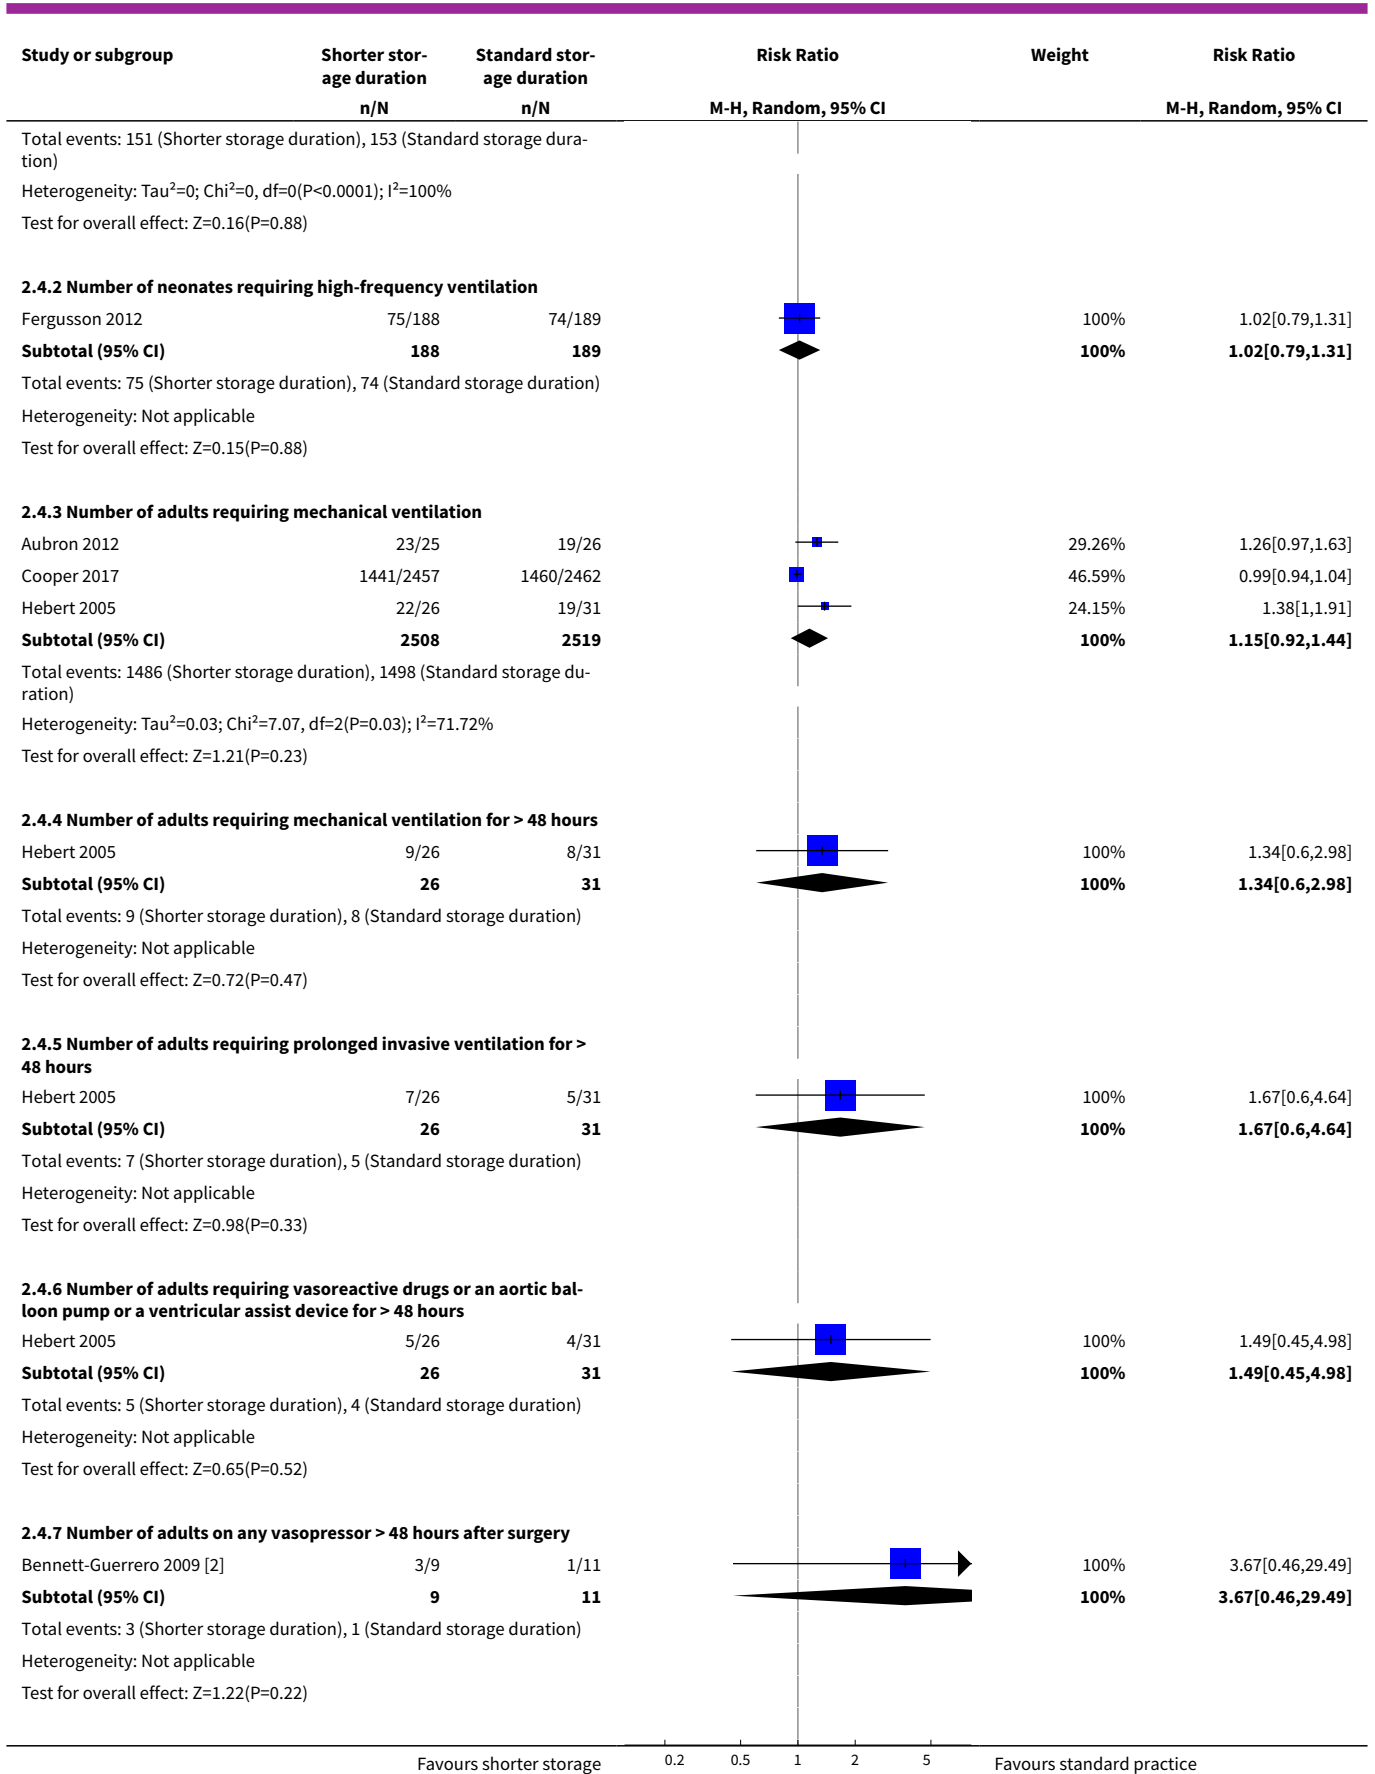 Study or subgroup Shorter stor- Standard stor- Risk Ratio Weight Risk Ratio
age duration age duration
n/N n/N M-H, Random, 95% CI M-H, Random, 95% CI
Total events: 151 (Shorter storage duration), 153 (Standard storage dura-
tion)
Heterogeneity: Tau²=0; Chi²=0, df=0(P<0.0001); I²=100%
Test for overall effect: Z=0.16(P=0.88)
2.4.2 Number of neonates requiring high-frequency ventilation
Fergusson 2012 75/188 74/189 100% 1.02[0.79,1.31]
Subtotal (95% CI) 188 189 100% 1.02[0.79,1.31]
Total events: 75 (Shorter storage duration), 74 (Standard storage duration)
Heterogeneity: Not applicable
Test for overall effect: Z=0.15(P=0.88)
2.4.3 Number of adults requiring mechanical ventilation
Aubron 2012 23/25 19/26 29.26% 1.26[0.97,1.63]
Cooper 2017 1441/2457 1460/2462 46.59% 0.99[0.94,1.04]
Hebert 2005 22/26 19/31 24.15% 1.38[1,1.91]
Subtotal (95% CI) 2508 2519 100% 1.15[0.92,1.44]
Total events: 1486 (Shorter storage duration), 1498 (Standard storage du-
ration)
Heterogeneity: Tau²=0.03; Chi²=7.07, df=2(P=0.03); I²=71.72%
Test for overall effect: Z=1.21(P=0.23)
2.4.4 Number of adults requiring mechanical ventilation for > 48 hours
Hebert 2005 9/26 8/31 100% 1.34[0.6,2.98]
Subtotal (95% CI) 26 31 100% 1.34[0.6,2.98]
Total events: 9 (Shorter storage duration), 8 (Standard storage duration)
Heterogeneity: Not applicable
Test for overall effect: Z=0.72(P=0.47)
2.4.5 Number of adults requiring prolonged invasive ventilation for >
48 hours
Hebert 2005 7/26 5/31 100% 1.67[0.6,4.64]
Subtotal (95% CI) 26 31 100% 1.67[0.6,4.64]
Total events: 7 (Shorter storage duration), 5 (Standard storage duration)
Heterogeneity: Not applicable
Test for overall effect: Z=0.98(P=0.33)
2.4.6 Number of adults requiring vasoreactive drugs or an aortic bal-
loon pump or a ventricular assist device for > 48 hours
Hebert 2005 5/26 4/31 100% 1.49[0.45,4.98]
Subtotal (95% CI) 26 31 100% 1.49[0.45,4.98]
Total events: 5 (Shorter storage duration), 4 (Standard storage duration)
Heterogeneity: Not applicable
Test for overall effect: Z=0.65(P=0.52)
2.4.7 Number of adults on any vasopressor > 48 hours after surgery
Bennett-Guerrero 2009 [2] 3/9 1/11 100% 3.67[0.46,29.49]
Subtotal (95% CI) 9 11 100% 3.67[0.46,29.49]
Total events: 3 (Shorter storage duration), 1 (Standard storage duration)
Heterogeneity: Not applicable
Test for overall effect: Z=1.22(P=0.22)
Favours shorter storage 0.2 0.5 1 2 5 Favours standard practice